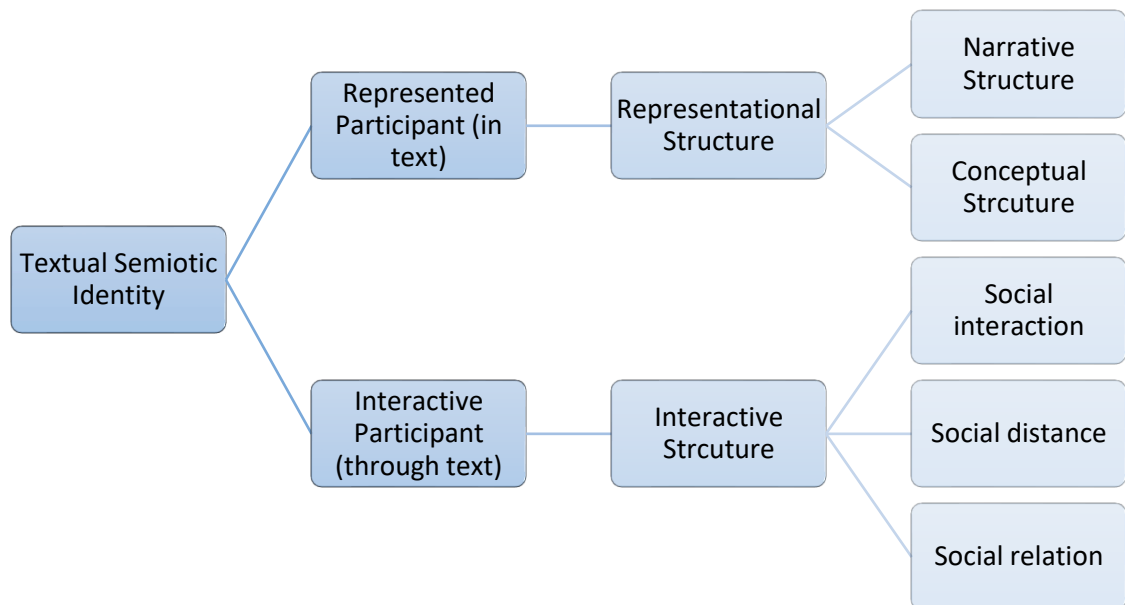 Textual Semiotic
Identity
Represented
Participant (in
text)
Representational
Structure
Narrative
Structure
Conceptual
Strcuture
Interactive
Participant
(through text)
Interactive
Strcuture
Social
interaction
Social distance
Social relation